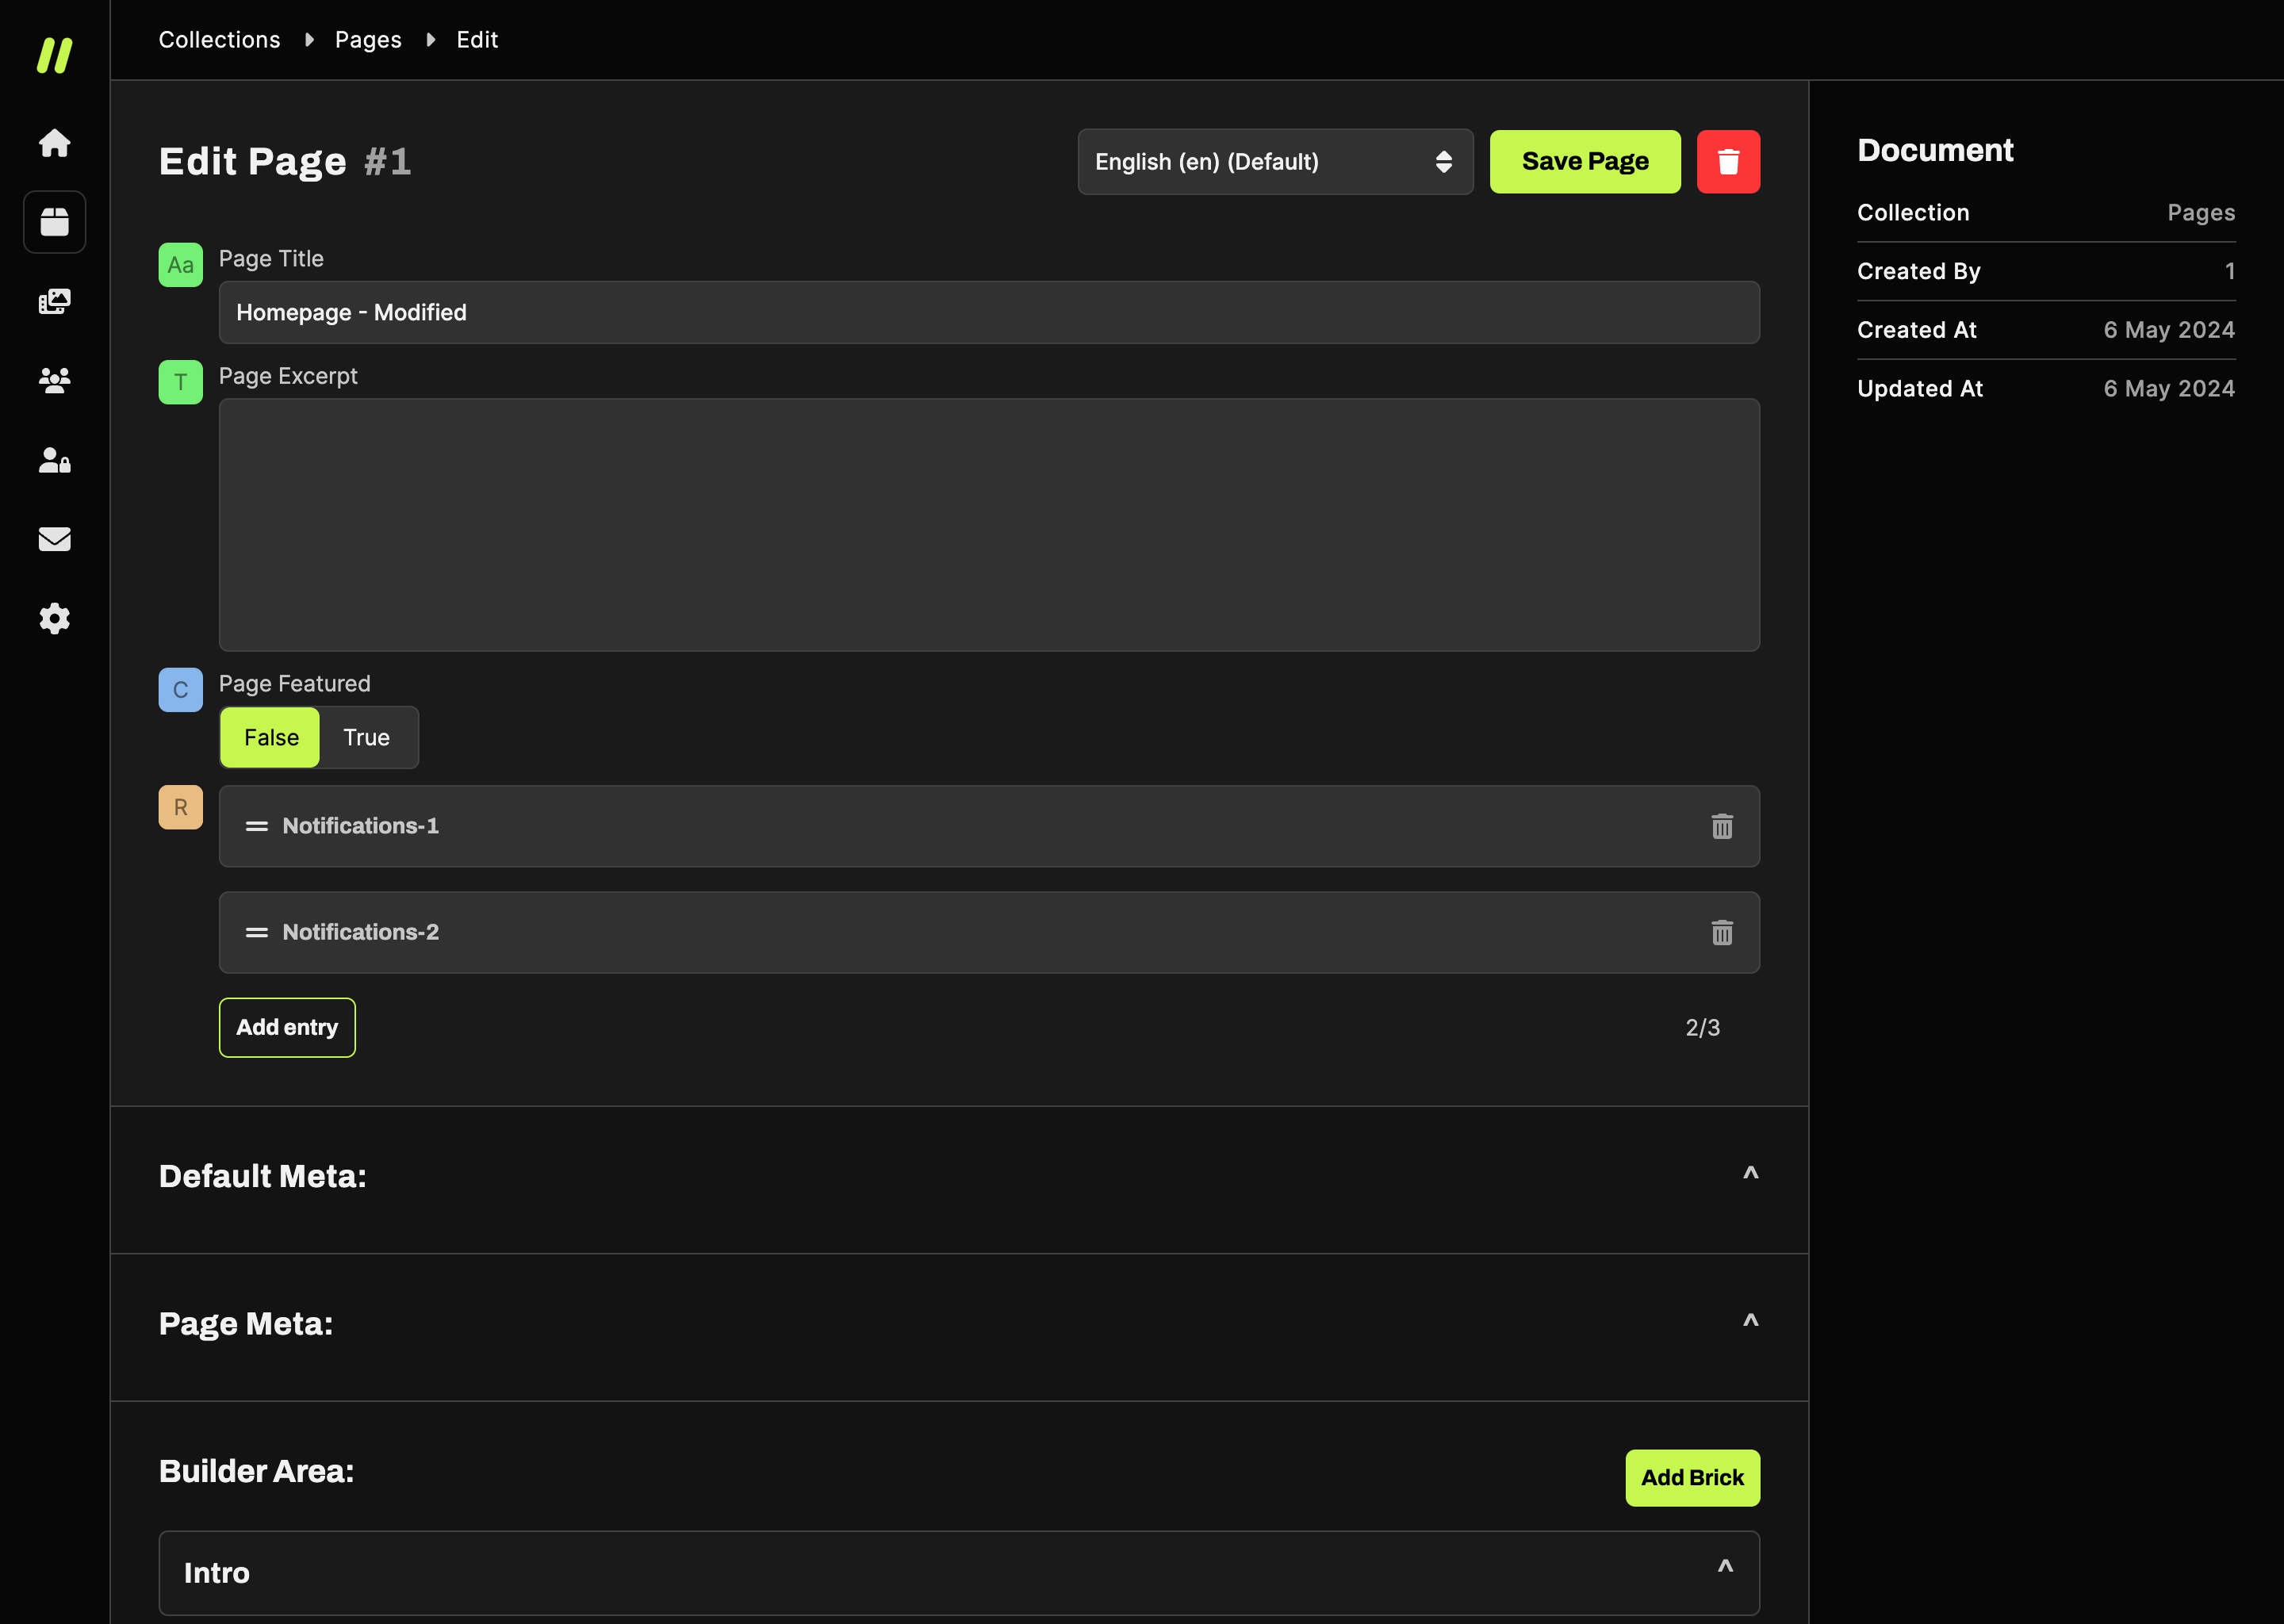 Collections Pages Edit
Edit Page #1
English (en) (Default)
Save Page
Aa
Page Title
Homepage - Modified
T
Page Excerpt
C
Page Featured
False True
R
Notifications-1
Notifications-2
Add entry
2/3
Default Meta:
^
Page Meta:
^
Builder Area:
Add Brick
Intro
^
Document
Collection Pages
Created By 1
Created At 6 May 2024
Updated At 6 May 2024